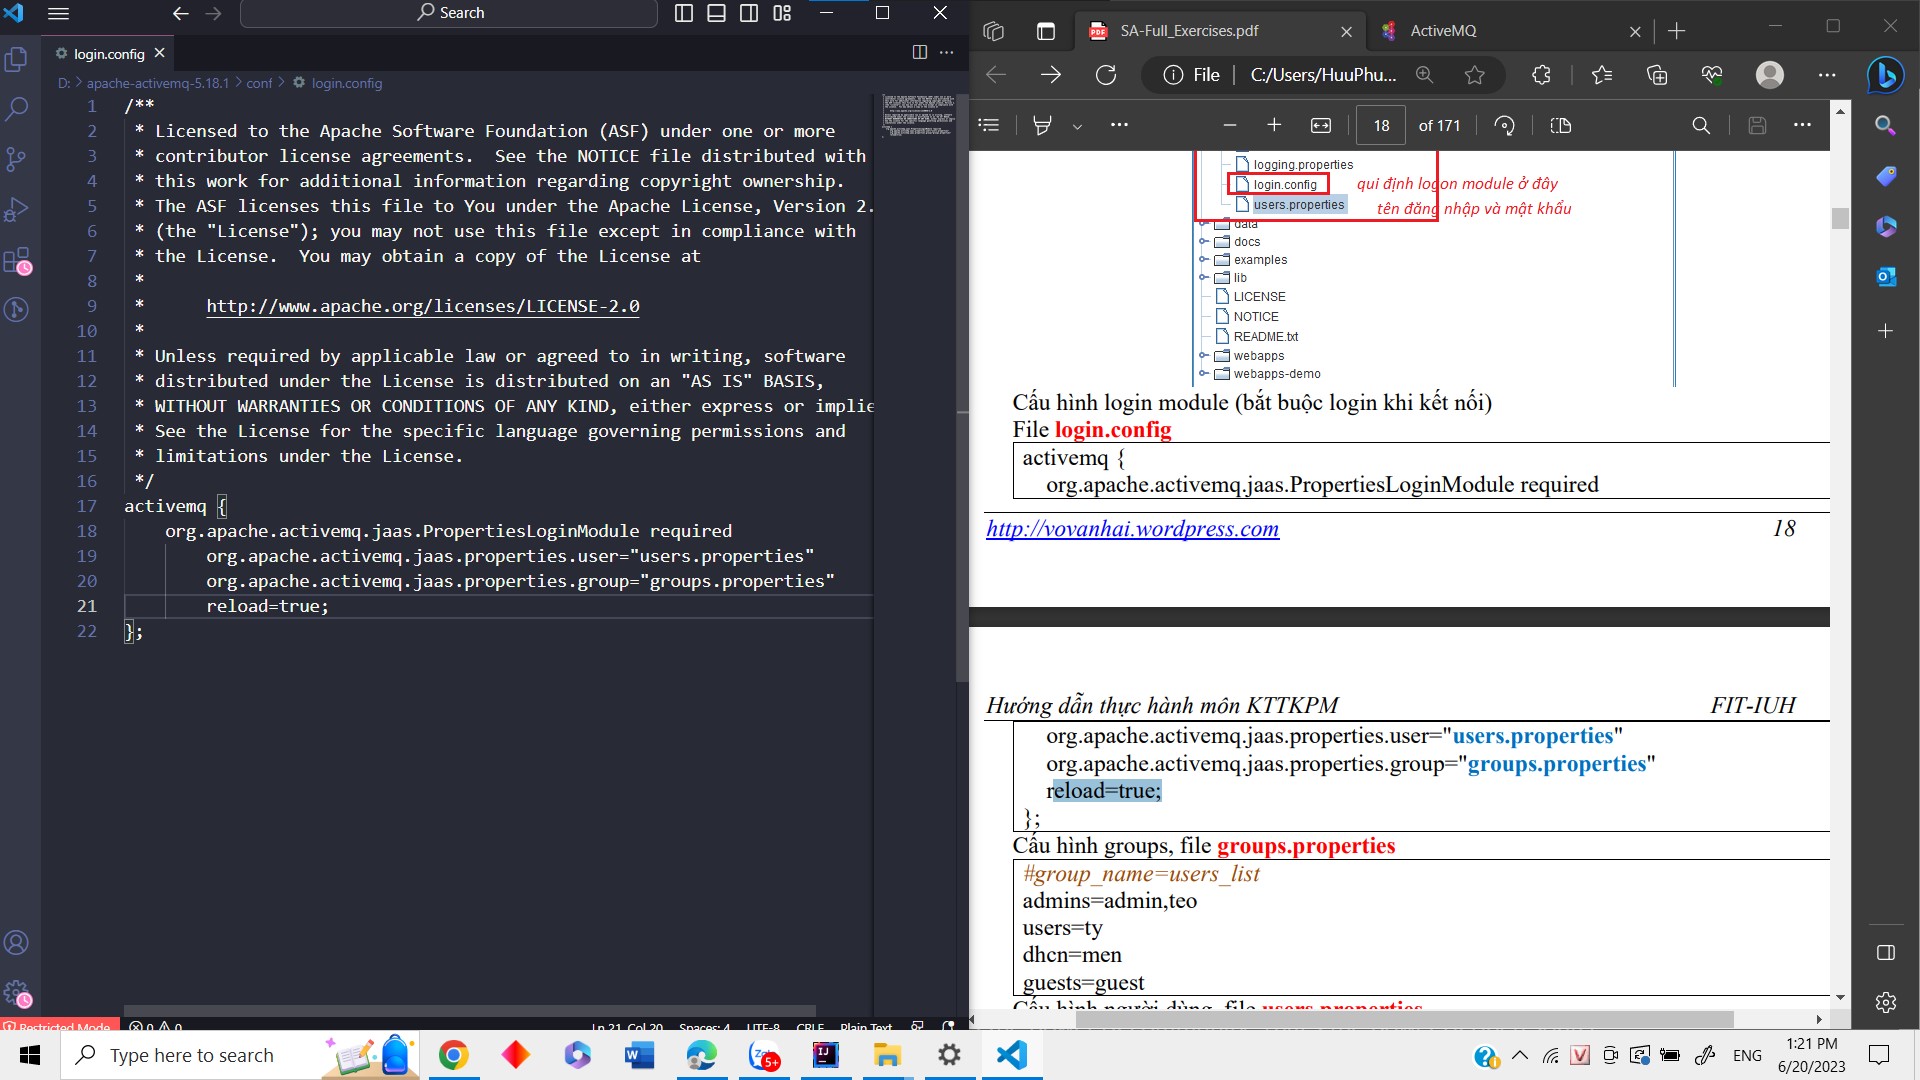 Search
login.config
D: > apache-activemq-5.18.1 > conf > login.config
1 /**
2 * Licensed to the Apache Software Foundation (ASF) under one or more
3 * contributor license agreements.  See the NOTICE file distributed with
4 * this work for additional information regarding copyright ownership.
5 * The ASF licenses this file to You under the Apache License, Version 2.
6 * (the "License"); you may not use this file except in compliance with
7 * the License.  You may obtain a copy of the License at
8 *
9 *      http://www.apache.org/licenses/LICENSE-2.0
10 *
11 * Unless required by applicable law or agreed to in writing, software
12 * distributed under the License is distributed on an "AS IS" BASIS,
13 * WITHOUT WARRANTIES OR CONDITIONS OF ANY KIND, either express or implie
14 * See the License for the specific language governing permissions and
15 * limitations under the License.
16 */
17 activemq {
18     org.apache.activemq.jaas.PropertiesLoginModule required
19         org.apache.activemq.jaas.properties.user="users.properties"
20         org.apache.activemq.jaas.properties.group="groups.properties"
21         reload=true;
22 };
Restricted Mode 0 0 Ln 21, Col 20 Spaces: 4 UTF-8 CRLF Plain Text
SA-Full_Exercises.pdf
ActiveMQ
File C:/Users/HuuPhu...
18 of 171
logging.properties
login.config qui định logon module ở đây
users.properties tên đăng nhập và mật khẩu
data
docs
examples
lib
LICENSE
NOTICE
README.txt
webapps
webapps-demo
Cấu hình login module (bắt buộc login khi kết nối)
File login.config
activemq {
org.apache.activemq.jaas.PropertiesLoginModule required
http://vovanhai.wordpress.com 18
Hướng dẫn thực hành môn KTTKPM FIT-IUH
org.apache.activemq.jaas.properties.user="users.properties"
org.apache.activemq.jaas.properties.group="groups.properties"
reload=true;
};
Cấu hình groups, file groups.properties
#group_name=users_list
admins=admin,teo
users=ty
dhcn=men
guests=guest
Cấu hình người dùng, file users.properties
Type here to search
5+
ENG
1:21 PM
6/20/2023